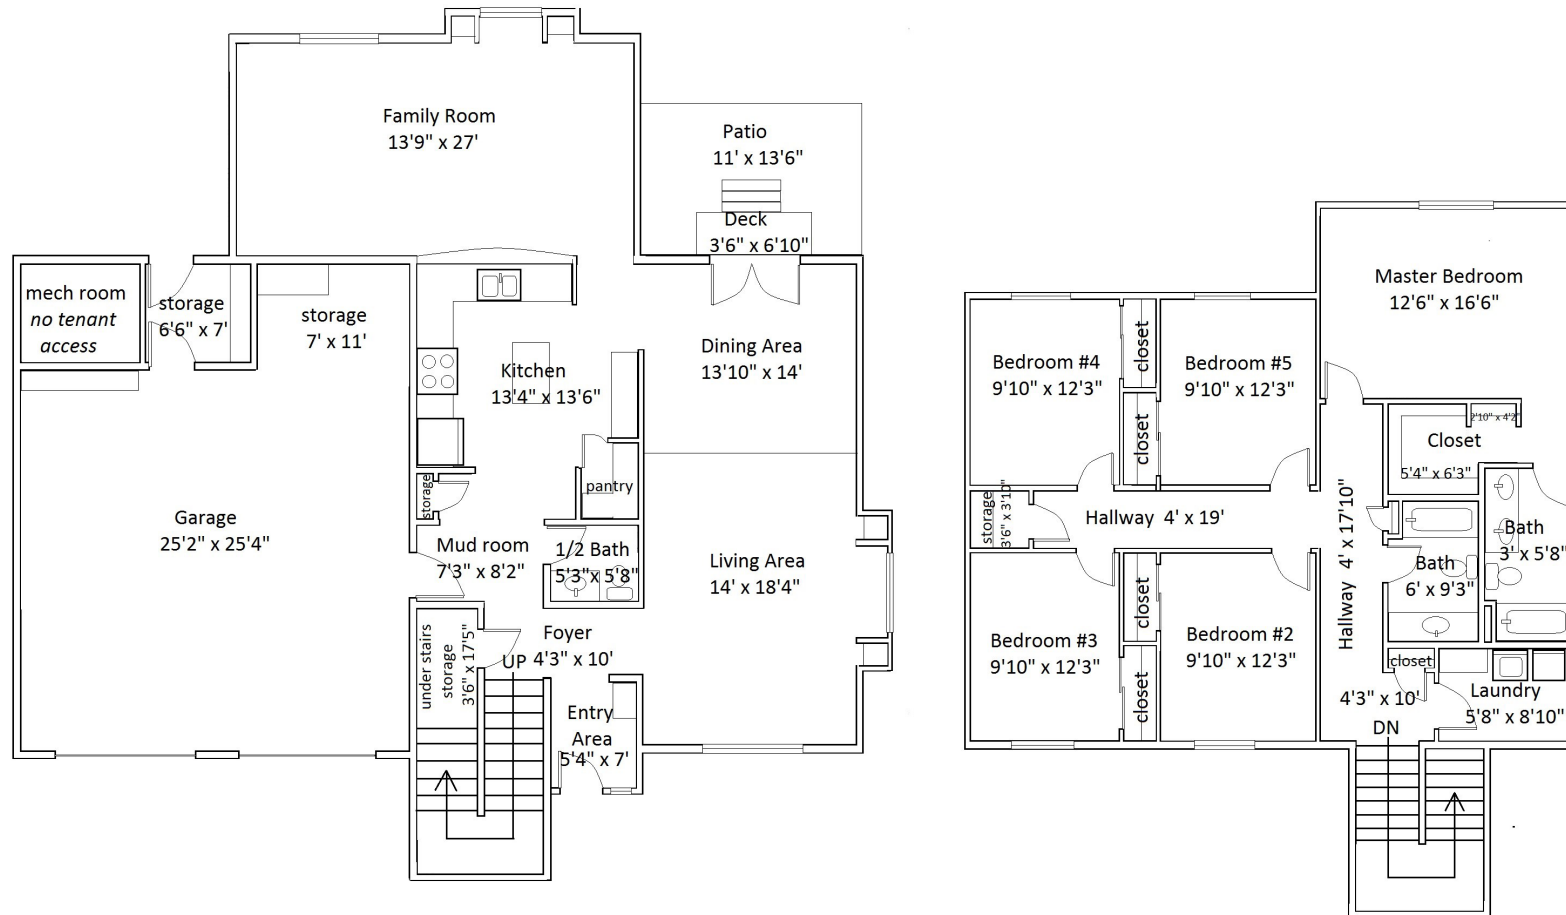 Family Room
13'9" x 27'
Patio
11' x 13'6"
Deck
3'6" x 6'10"
mech room
no tenant
access
storage
6'6" x 7'
storage
7' x 11'
Kitchen
13'4" x 13'6"
Dining Area
13'10" x 14'
pantry
storage
Garage
25'2" x 25'4"
Mud room
7'3" x 8'2"
1/2 Bath
5'3"x 5'8"
Living Area
14' x 18'4"
under stairs
storage
3'6" x 17'5"
Foyer
4'3" x 10'
UP
Entry
Area
5'4" x 7'
Master Bedroom
12'6" x 16'6"
Bedroom #4
9'10" x 12'3"
closet
closet
Bedroom #5
9'10" x 12'3"
2'10" x 4'2"
Closet
5'4" x 6'3"
storage
3'6" x 3'10"
Hallway 4' x 19'
Hallway 4' x 17'10"
Bath
3' x 5'8"
Bath
6' x 9'3"
Bedroom #3
9'10" x 12'3"
closet
closet
Bedroom #2
9'10" x 12'3"
closet
4'3" x 10'
DN
Laundry
5'8" x 8'10"